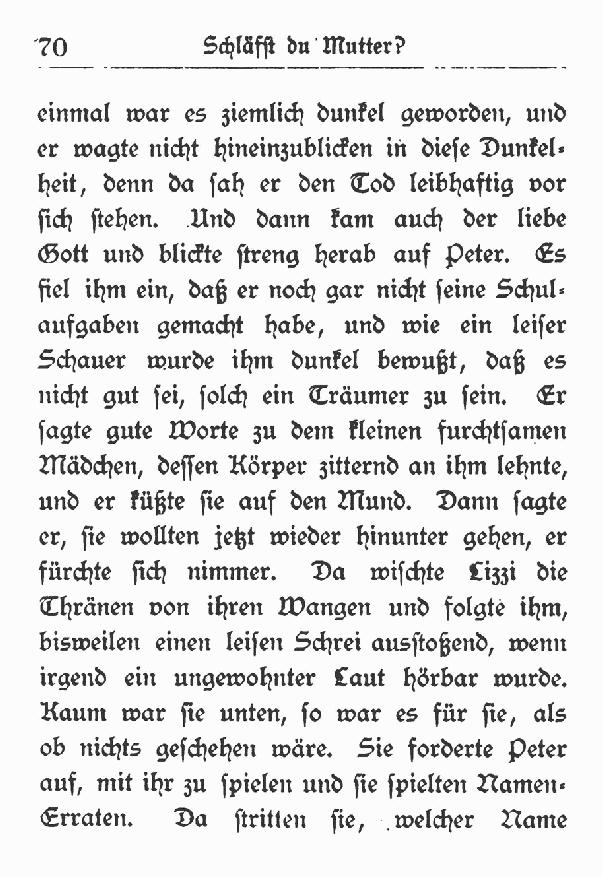 70 Schläfst du Mutter?
einmal war es ziemlich dunkel geworden, und
er wagte nicht hineinzublicken in diese Dunkel-
heit, denn da sah er den Tod leibhaftig vor
sich stehen. Und dann kam auch der liebe
Gott und blickte streng herab auf Peter. Es
fiel ihm ein, daß er noch gar nicht seine Schul-
aufgaben gemacht habe, und wie ein leiser
Schauer wurde ihm dunkel bewußt, daß es
nicht gut sei, solch ein Träumer zu sein. Er
sagte gute Worte zu dem kleinen furchtsamen
Mädchen, dessen Körper zitternd an ihm lehnte,
und er küßte sie auf den Mund. Dann sagte
er, sie wollten jetzt wieder hinunter gehen, er
fürchte sich nimmer. Da wischte Lizzi die
Thränen von ihren Wangen und folgte ihm,
bisweilen einen leisen Schrei ausstoßend, wenn
irgend ein ungewohnter Laut hörbar wurde.
Kaum war sie unten, so war es für sie, als
ob nichts geschehen wäre. Sie forderte Peter
auf, mit ihr zu spielen und sie spielten Namen-
Erraten. Da stritten sie, welcher Name